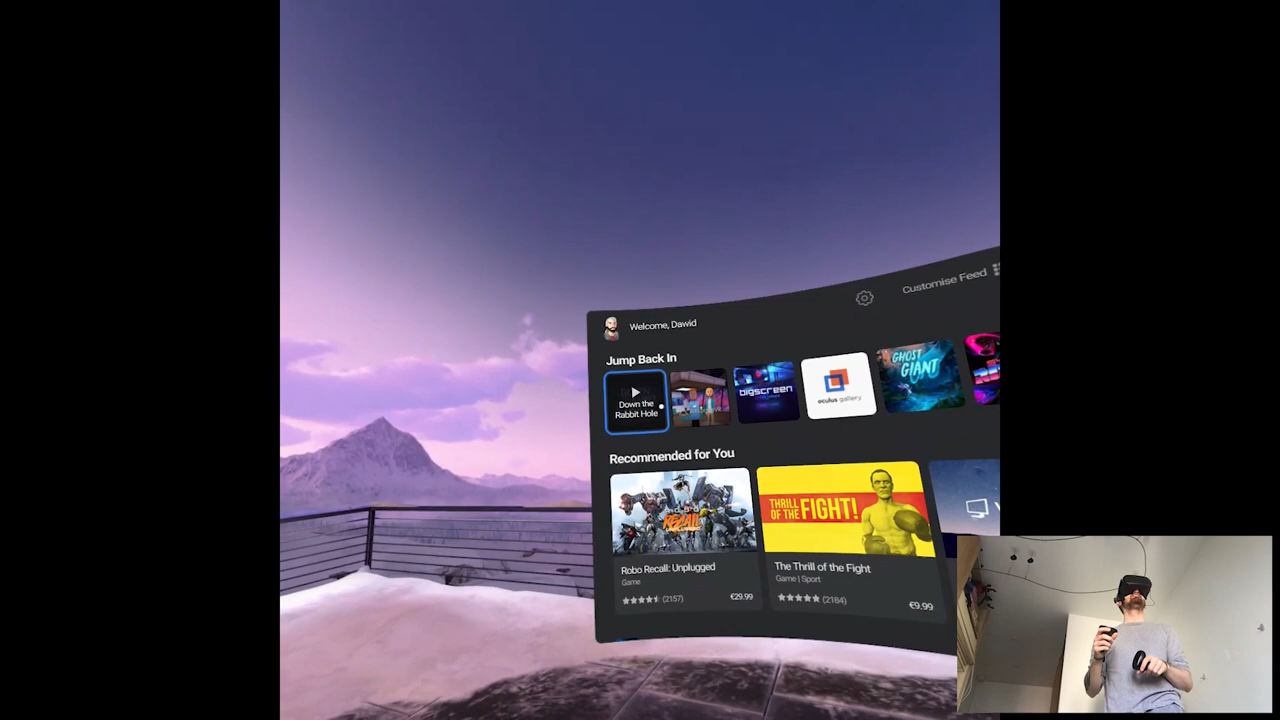 Customise Feed
Welcome, Dawid
Jump Back In
Down the
Rabbit Hole
bigscreen
oculus gallery
GHOST
GIANT
Recommended for You
RECALL
THRILL
OF THE FIGHT!
Robo Recall: Unplugged
Game
(2157)
€29.99
The Thrill of the Fight
Game | Sport
(2184)
€9.99